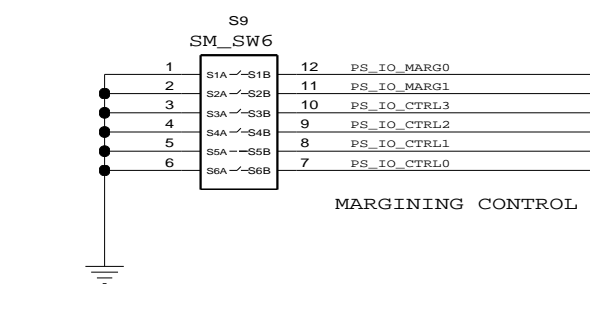 S9
SM_SW6
1 S1A S1B 12 PS_IO_MARG0
2 S2A S2B 11 PS_IO_MARG1
3 S3A S3B 10 PS_IO_CTRL3
4 S4A S4B 9 PS_IO_CTRL2
5 S5A S5B 8 PS_IO_CTRL1
6 S6A S6B 7 PS_IO_CTRL0
MARGINING CONTROL